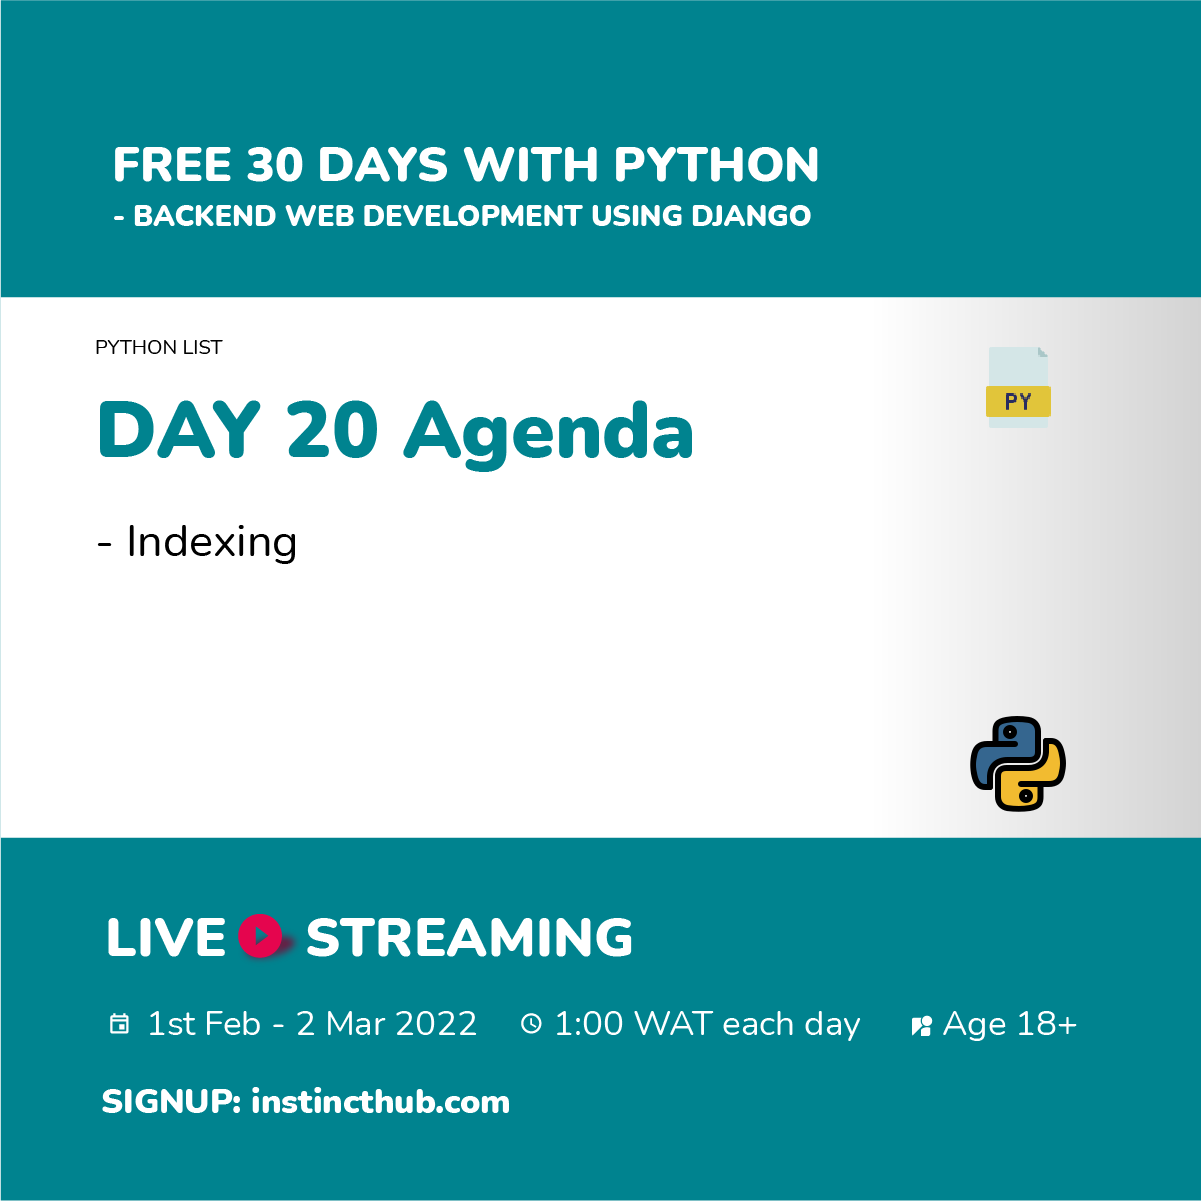 FREE 30 DAYS WITH PYTHON
- BACKEND WEB DEVELOPMENT USING DJANGO
PYTHON LIST
PY
DAY 20 Agenda
- Indexing
LIVE STREAMING
1st Feb - 2 Mar 2022 1:00 WAT each day Age 18+
SIGNUP: instincthub.com